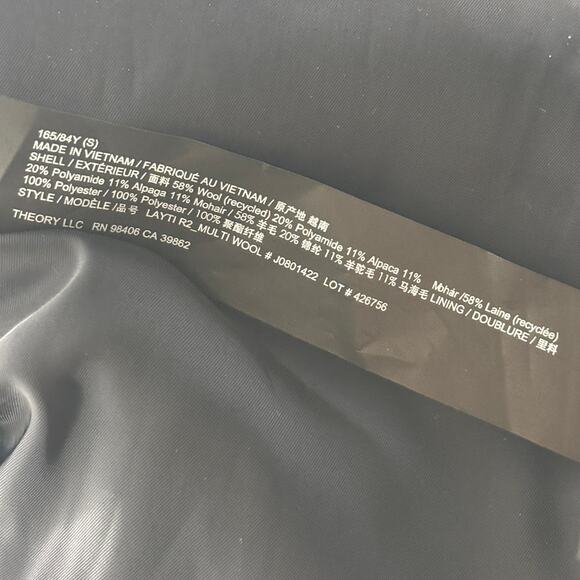 165/84Y (S)
MADE IN VIETNAM / FABRIQUÉ AU VIETNAM / 原产地 越南
SHELL / EXTÉRIEUR / 面料 58% Wool (recycled) 20% Polyamide 11% Alpaca 11% Mohair /58% Laine (recyclée)
20% Polyamide 11% Alpaga 11% Mohair / 58% 羊毛 20% 锦纶 11% 羊驼毛 11% 马海毛 LINING / DOUBLURE / 里料
100% Polyester / 100% Polyester / 100% 聚酯纤维
STYLE / MODÈLE /品号 LAYTI R2_MULTI WOOL # J0801422 LOT # 426756
THEORY LLC RN 98406 CA 39862